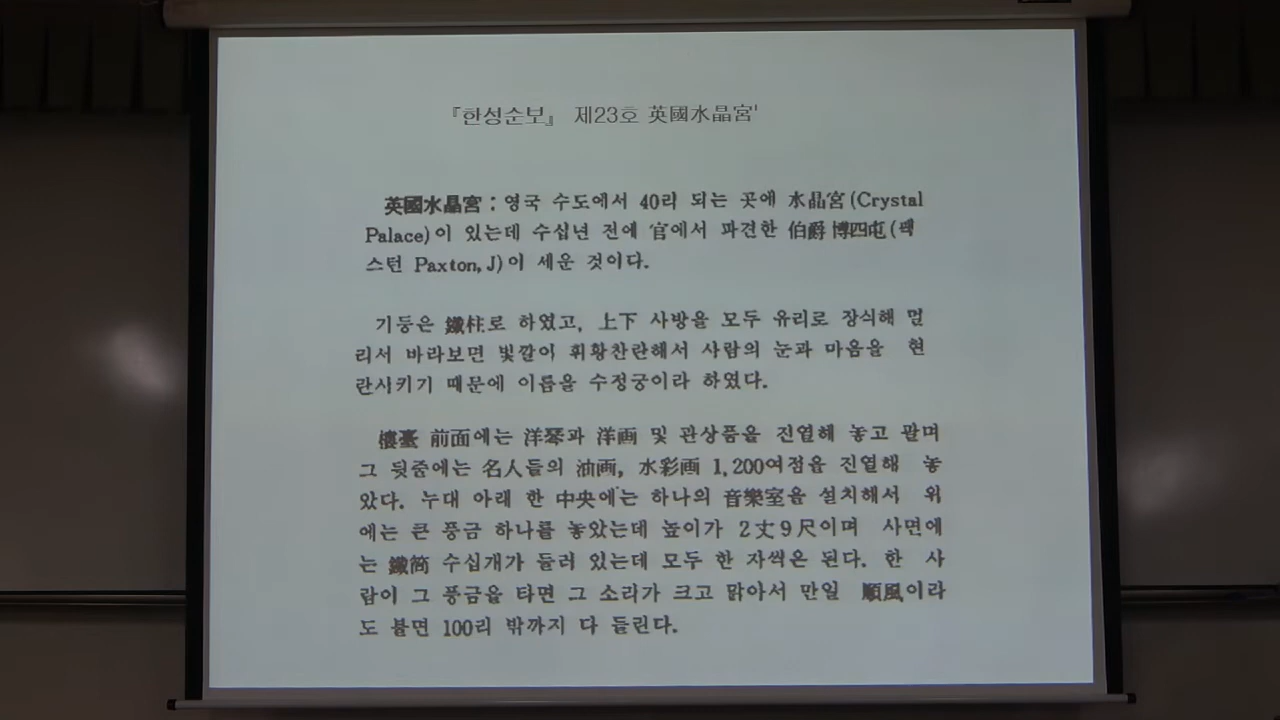 『한성순보』 제23호 英國水晶宮'
英國水晶宮 : 영국 수도에서 40리 되는 곳에 水晶宮(Crystal
Palace)이 있는데 수십년 전에 官에서 파견한 伯爵 博四屯(팩
스턴 Paxton, J)이 세운 것이다.
기둥은 鐵柱로 하였고, 上下 사방을 모두 유리로 장식해 멀
리서 바라보면 빛깔이 휘황찬란해서 사람의 눈과 마음을 현
란시키기 때문에 이름을 수정궁이라 하였다.
樓臺 前面에는 洋琴과 洋画 및 관상품을 진열해 놓고 팔며
그 뒷줄에는 名人들의 油画, 水彩画 1,200여점을 진열해 놓
았다. 누대 아래 한 中央에는 하나의 音樂室을 설치해서 위
에는 큰 풍금 하나를 놓았는데 높이가 2丈9尺이며 사면에
는 鐵简 수십개가 들러 있는데 모두 한 자씩은 된다. 한 사
람이 그 풍금을 타면 그 소리가 크고 맑아서 만일 順風이라
도 불면 100리 밖까지 다 들린다.